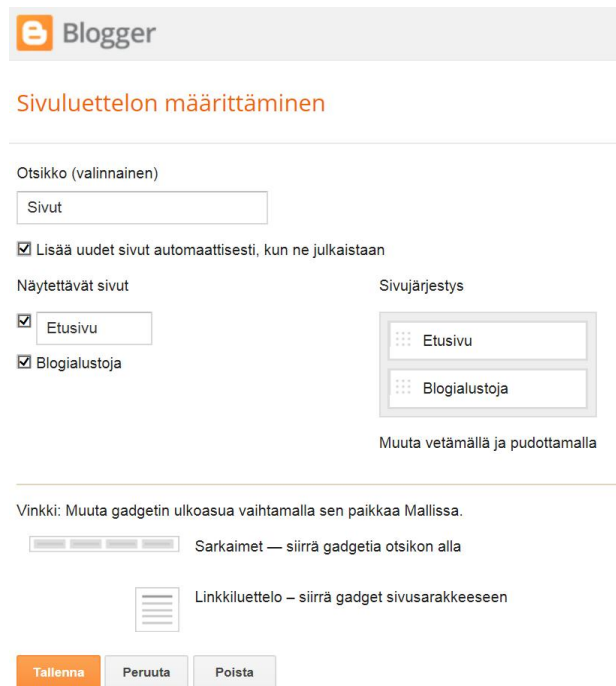 Blogger
Sivuluettelon määrittäminen
Otsikko (valinnainen)
Sivut
Lisää uudet sivut automaattisesti, kun ne julkaistaan
Näytettävät sivut
Etusivu
Blogialustoja
Sivujärjestys
Etusivu
Blogialustoja
Muuta vetämällä ja pudottamalla
Vinkki: Muuta gadgetin ulkoasua vaihtamalla sen paikkaa Mallissa.
Sarkaimet — siirrä gadgetia otsikon alla
Linkkiluettelo – siirrä gadget sivusarakkeeseen
Tallenna Peruuta Poista